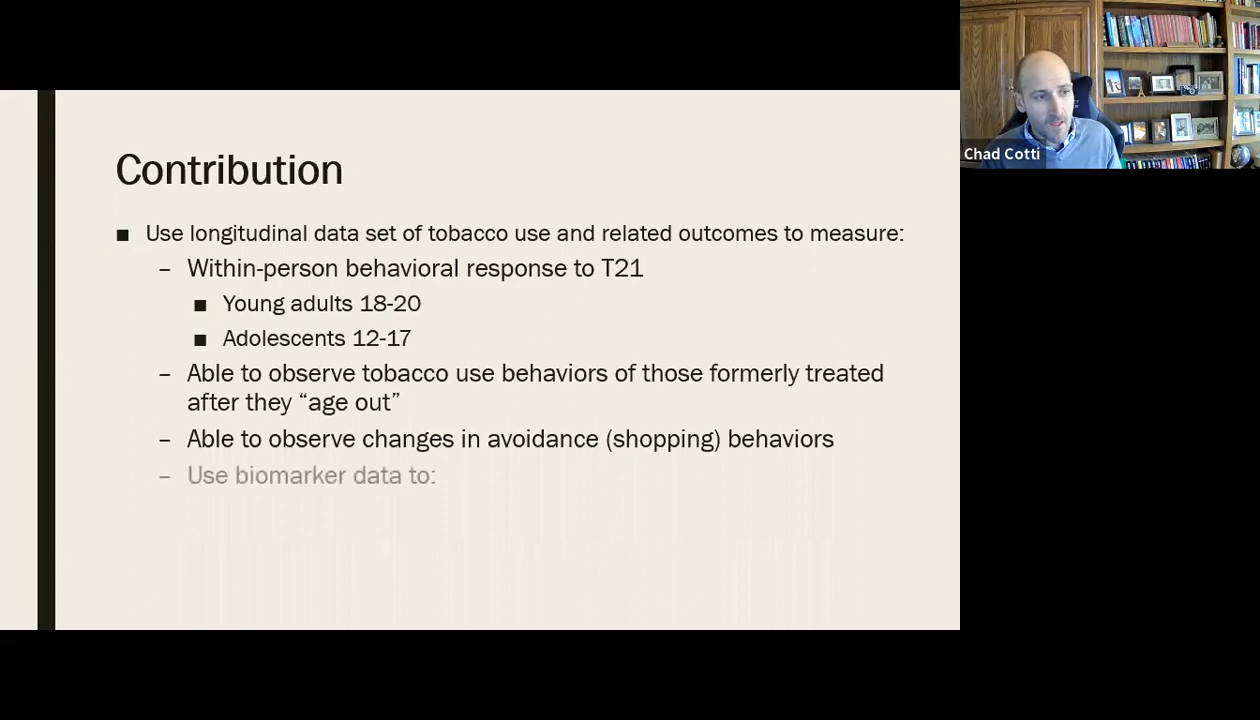 Contribution
■ Use longitudinal data set of tobacco use and related outcomes to measure:
– Within-person behavioral response to T21
■ Young adults 18-20
■ Adolescents 12-17
– Able to observe tobacco use behaviors of those formerly treated
after they “age out”
– Able to observe changes in avoidance (shopping) behaviors
– Use biomarker data to:
Chad Cotti